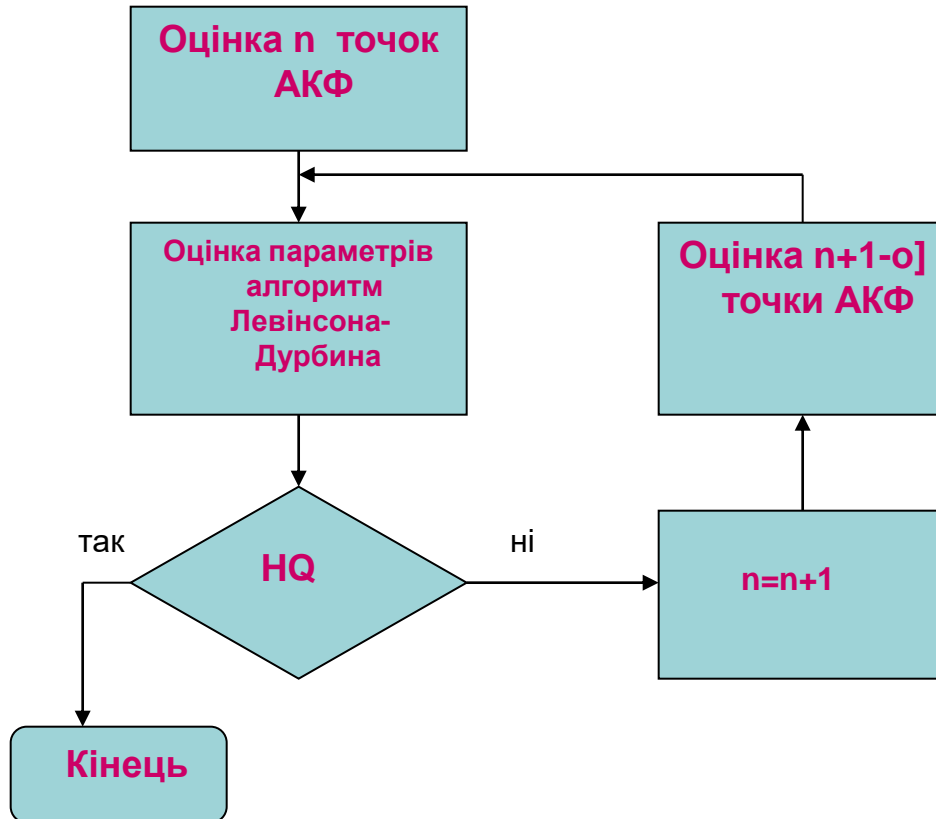 Оцінка n точок
АКФ
Оцінка параметрів
алгоритм
Левінсона-
Дурбина
Оцінка n+1-о]
точки АКФ
так
HQ
ні
n=n+1
Кінець